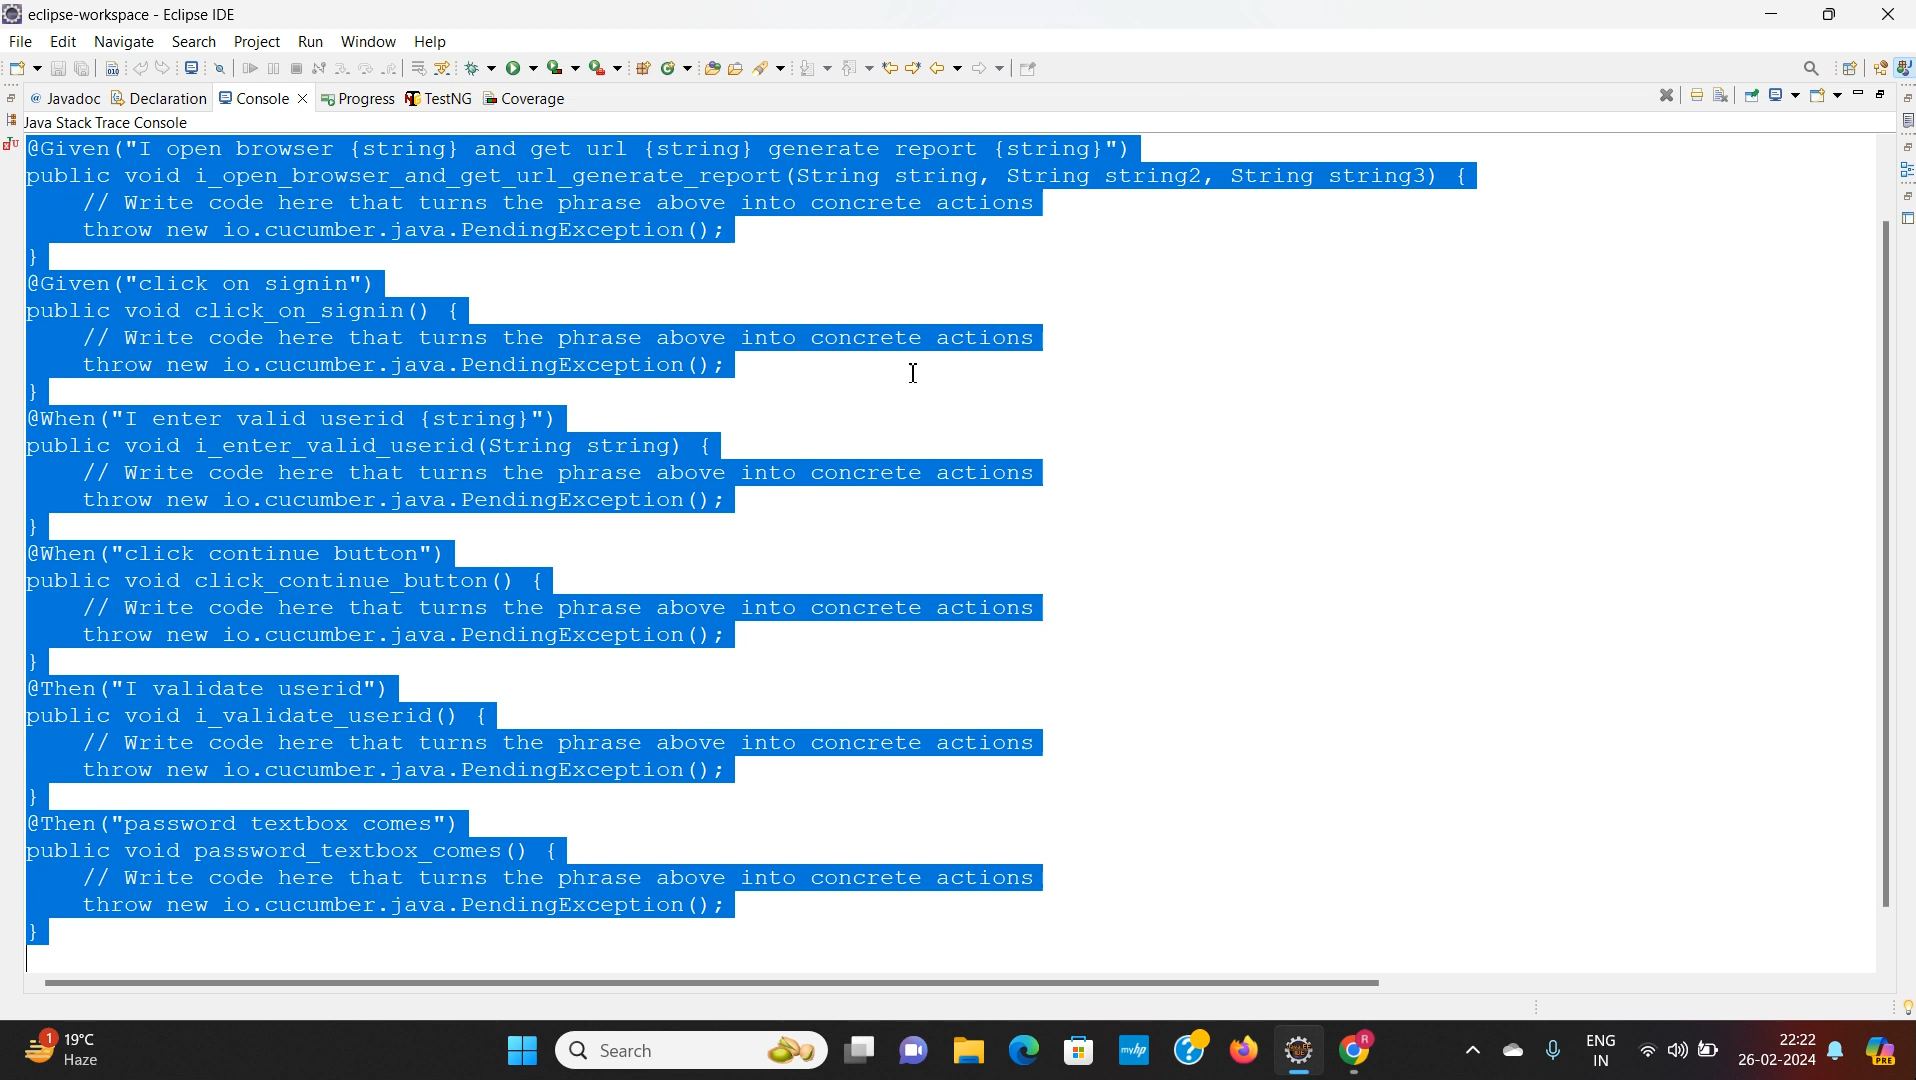 eclipse-workspace - Eclipse IDE
File Edit Navigate Search Project Run Window Help
@ Javadoc Declaration Console Progress TestNG Coverage
Java Stack Trace Console
@Given("I open browser {string} and get url {string} generate report {string}")
public void i_open_browser_and_get_url_generate_report(String string, String string2, String string3) {
// Write code here that turns the phrase above into concrete actions
throw new io.cucumber.java.PendingException();
}
@Given("click on signin")
public void click_on_signin() {
// Write code here that turns the phrase above into concrete actions
throw new io.cucumber.java.PendingException();
}
@When("I enter valid userid {string}")
public void i_enter_valid_userid(String string) {
// Write code here that turns the phrase above into concrete actions
throw new io.cucumber.java.PendingException();
}
@When("click continue button")
public void click_continue_button() {
// Write code here that turns the phrase above into concrete actions
throw new io.cucumber.java.PendingException();
}
@Then("I validate userid")
public void i_validate_userid() {
// Write code here that turns the phrase above into concrete actions
throw new io.cucumber.java.PendingException();
}
@Then("password textbox comes")
public void password_textbox_comes() {
// Write code here that turns the phrase above into concrete actions
throw new io.cucumber.java.PendingException();
}
1 19°C
Haze
Search
myhp
R
ENG
IN
22:22
26-02-2024
PRE